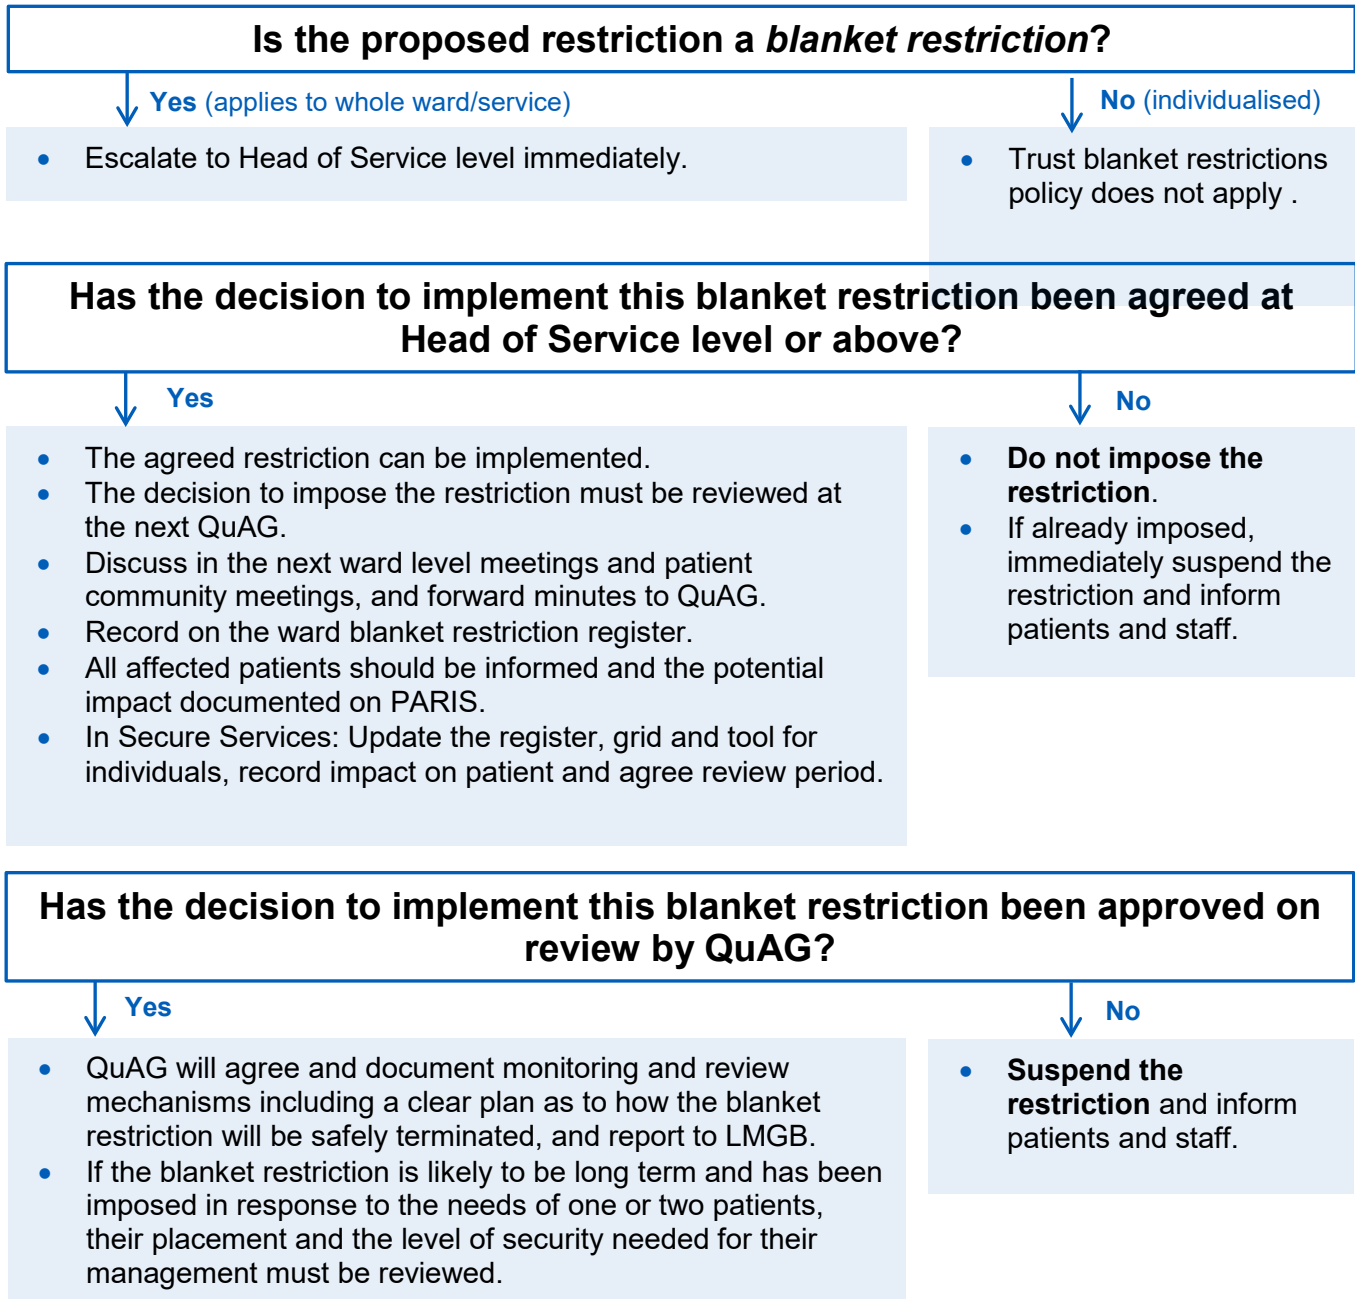 Is the proposed restriction a blanket restriction?
Yes (applies to whole ward/service)
No (individualised)
• Escalate to Head of Service level immediately.
• Trust blanket restrictions
policy does not apply .
Has the decision to implement this blanket restriction been agreed at
Head of Service level or above?
Yes
No
• The agreed restriction can be implemented.
• The decision to impose the restriction must be reviewed at
the next QuAG.
• Discuss in the next ward level meetings and patient
community meetings, and forward minutes to QuAG.
• Record on the ward blanket restriction register.
• All affected patients should be informed and the potential
impact documented on PARIS.
• In Secure Services: Update the register, grid and tool for
individuals, record impact on patient and agree review period.
• Do not impose the
restriction.
• If already imposed,
immediately suspend the
restriction and inform
patients and staff.
Has the decision to implement this blanket restriction been approved on
review by QuAG?
Yes
No
• QuAG will agree and document monitoring and review
mechanisms including a clear plan as to how the blanket
restriction will be safely terminated, and report to LMGB.
• If the blanket restriction is likely to be long term and has been
imposed in response to the needs of one or two patients,
their placement and the level of security needed for their
management must be reviewed.
• Suspend the
restriction and inform
patients and staff.